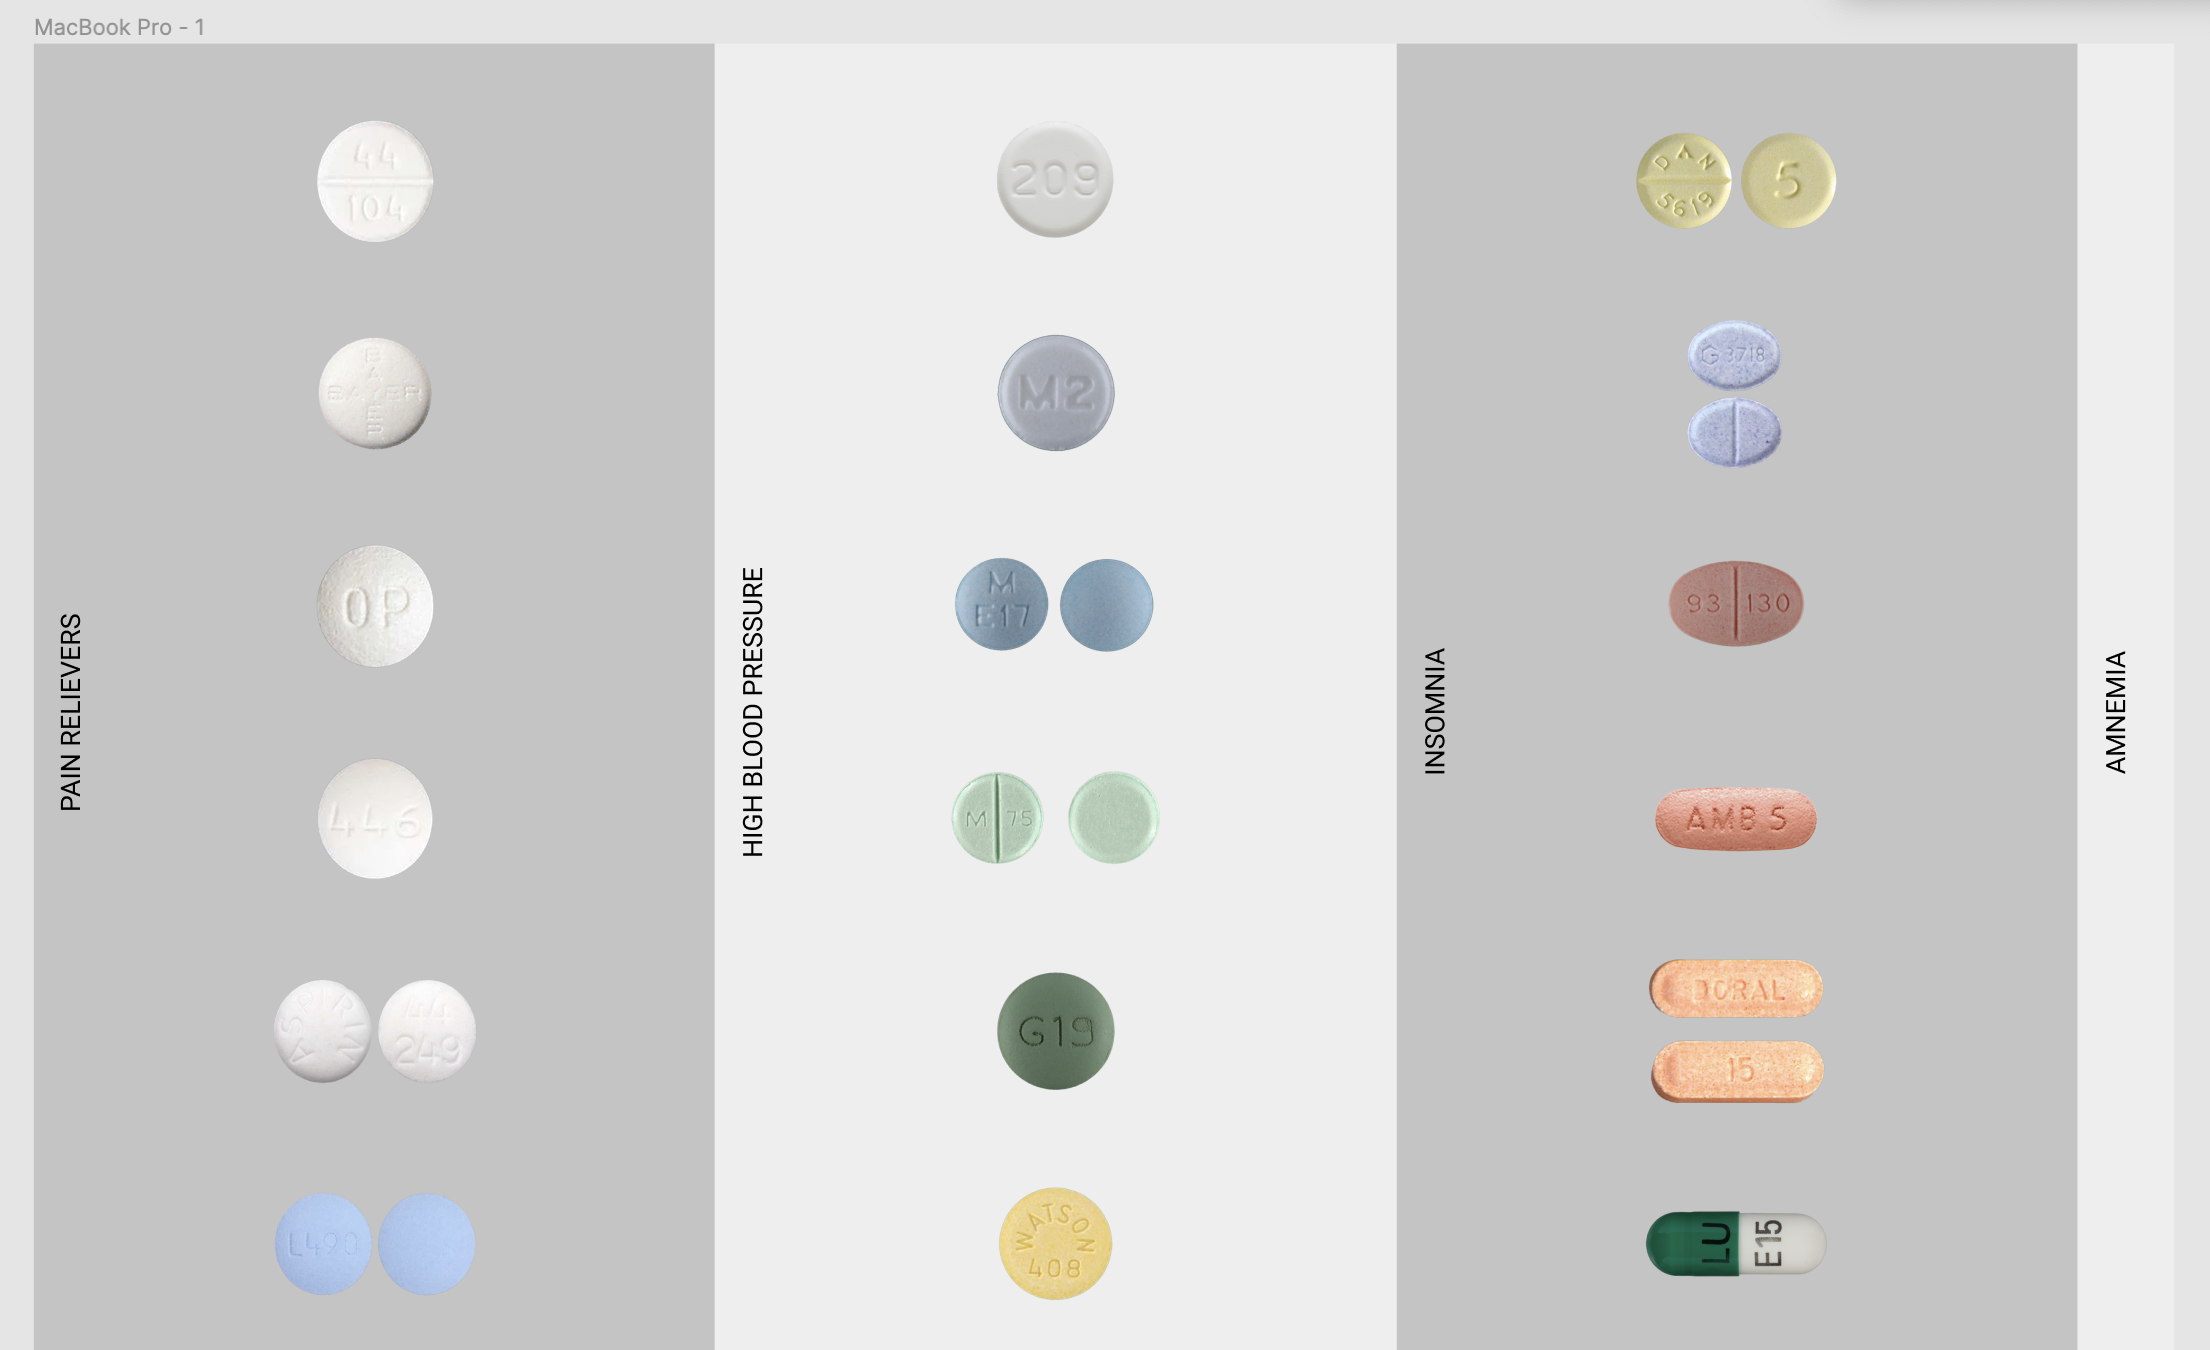 MacBook Pro - 1
PAIN RELIEVERS
44
104
BAYER
BAYER
OP
446
ASPIRIN
44
249
L490
HIGH BLOOD PRESSURE
209
M2
M
E17
M 75
G19
WATSON
408
INSOMNIA
DAN
5619
5
G 3718
93 130
AMB 5
DORAL
15
LU
E15
AMNEMIA